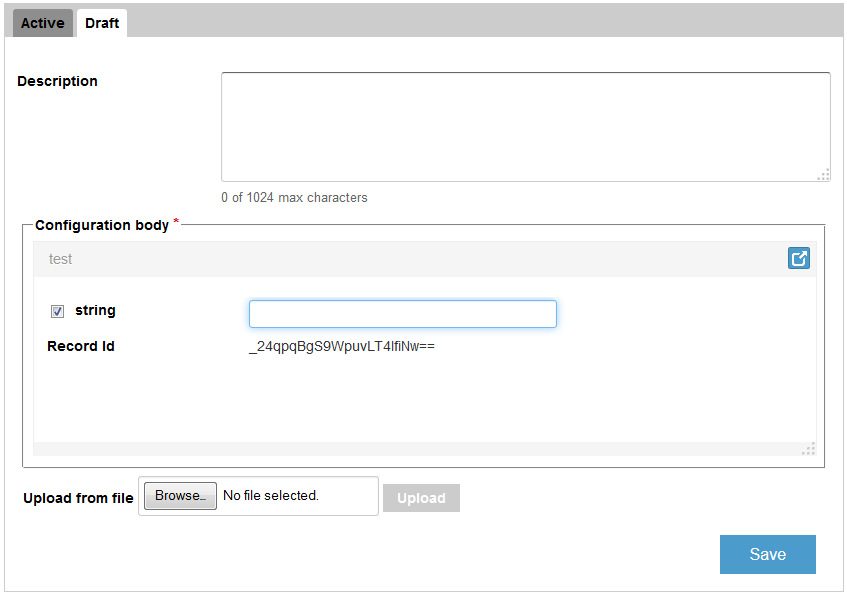 Active Draft
Description
0 of 1024 max characters
Configuration body *
test
string
Record Id _24qpqBgS9WpuvLT4IfiNw==
Upload from file Browse… No file selected. Upload
Save